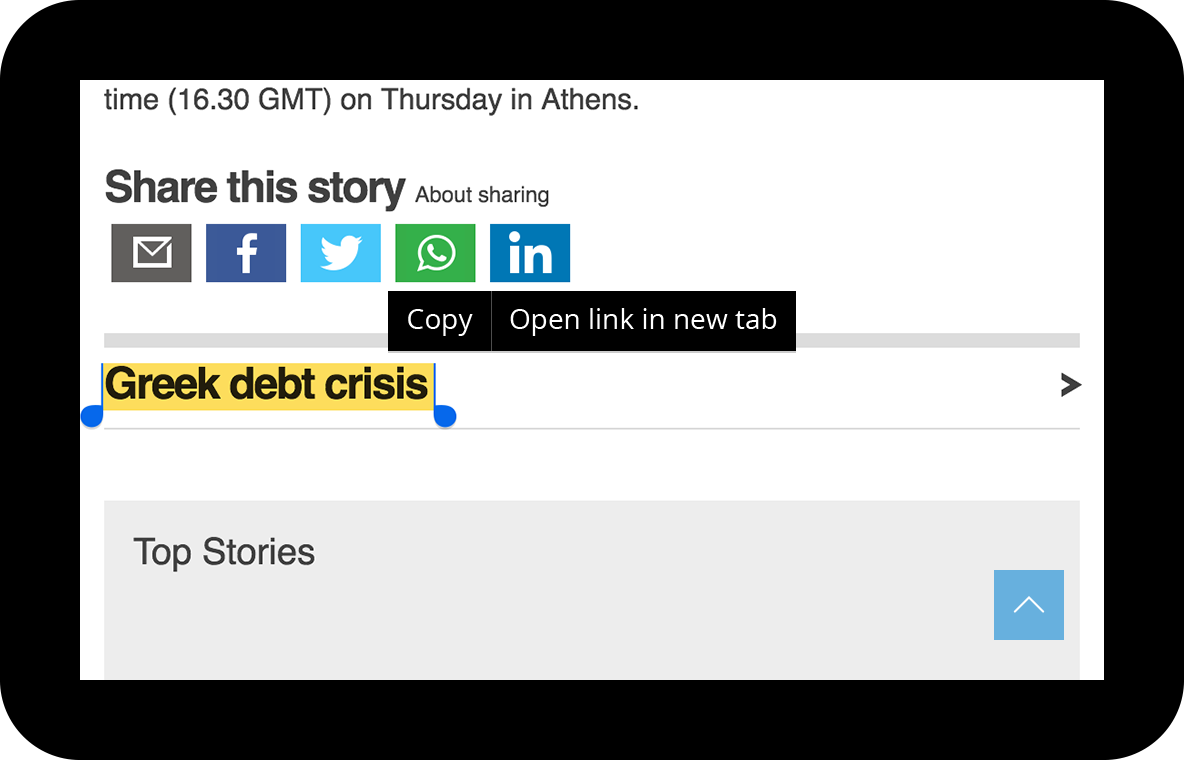 time (16.30 GMT) on Thursday in Athens.
Share this story About sharing
f in
Copy Open link in new tab
Greek debt crisis >
Top Stories